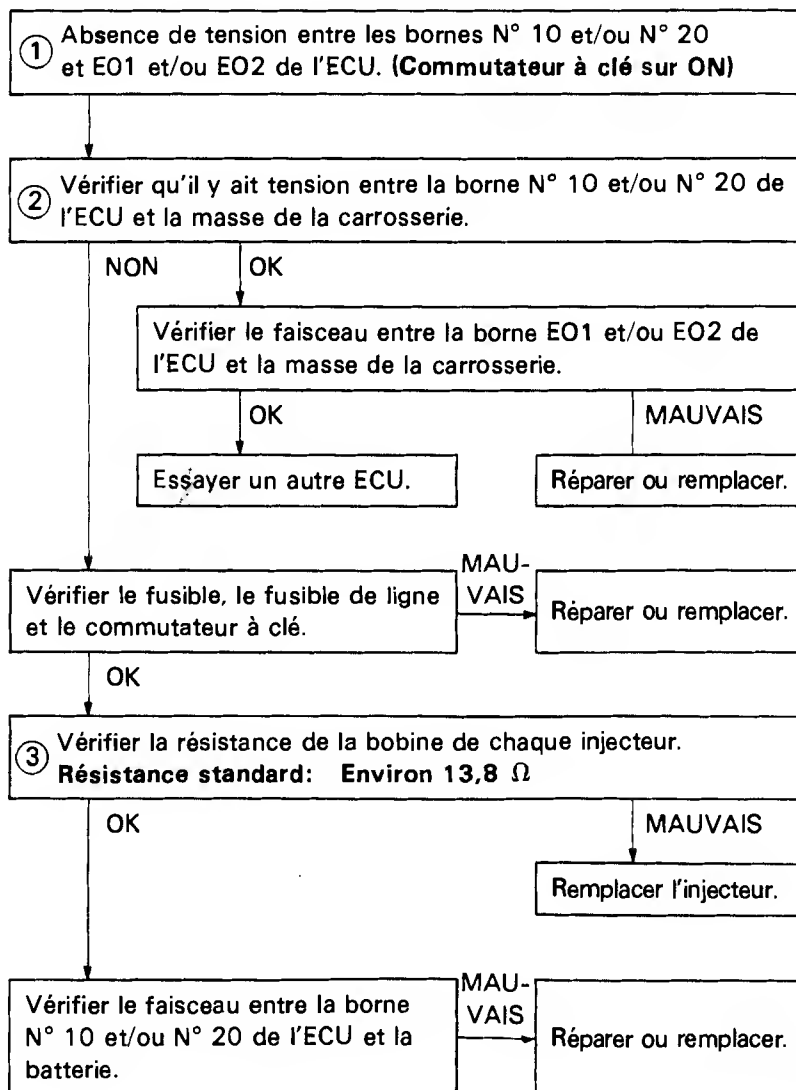 ① Absence de tension entre les bornes N° 10 et/ou N° 20
et EO1 et/ou EO2 de l'ECU. (Commutateur à clé sur ON)
② Vérifier qu'il y ait tension entre la borne N° 10 et/ou N° 20 de
l'ECU et la masse de la carrosserie.
NON
OK
Vérifier le faisceau entre la borne EO1 et/ou EO2 de
l'ECU et la masse de la carrosserie.
OK
MAUVAIS
Essayer un autre ECU.
Réparer ou remplacer.
Vérifier le fusible, le fusible de ligne
et le commutateur à clé.
MAU-
VAIS
Réparer ou remplacer.
OK
③ Vérifier la résistance de la bobine de chaque injecteur.
Résistance standard: Environ 13,8 Ω
OK
MAUVAIS
Remplacer l'injecteur.
Vérifier le faisceau entre la borne
N° 10 et/ou N° 20 de l'ECU et la
batterie.
MAU-
VAIS
Réparer ou remplacer.